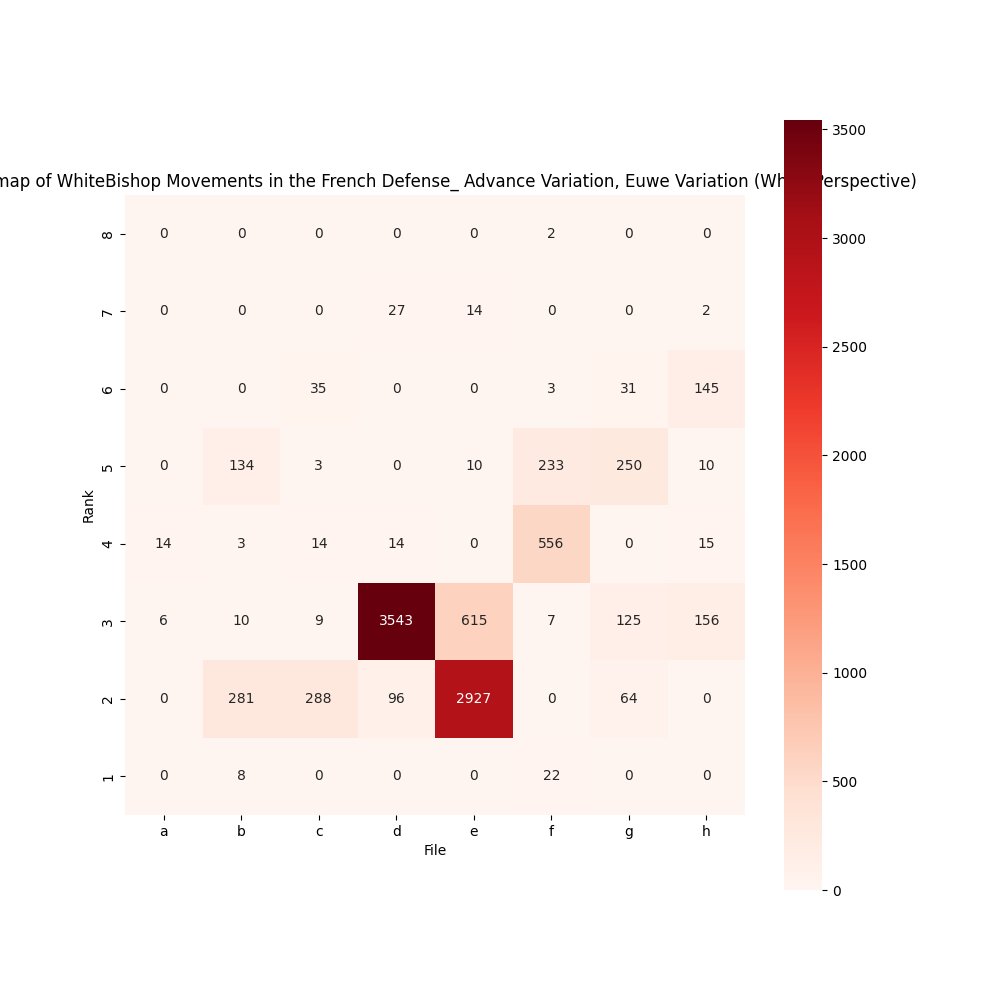 map of WhiteBishop Movements in the French Defense_ Advance Variation, Euwe Variation (Wh Perspective)
8 0 0 0 0 0 2 0 0
7 0 0 0 27 14 0 0 2
6 0 0 35 0 0 3 31 145
5 0 134 3 0 10 233 250 10
4 14 3 14 14 0 556 0 15
3 6 10 9 3543 615 7 125 156
2 0 281 288 96 2927 0 64 0
1 0 8 0 0 0 22 0 0
a b c d e f g h
File
Rank
3500
3000
2500
2000
1500
1000
500
0